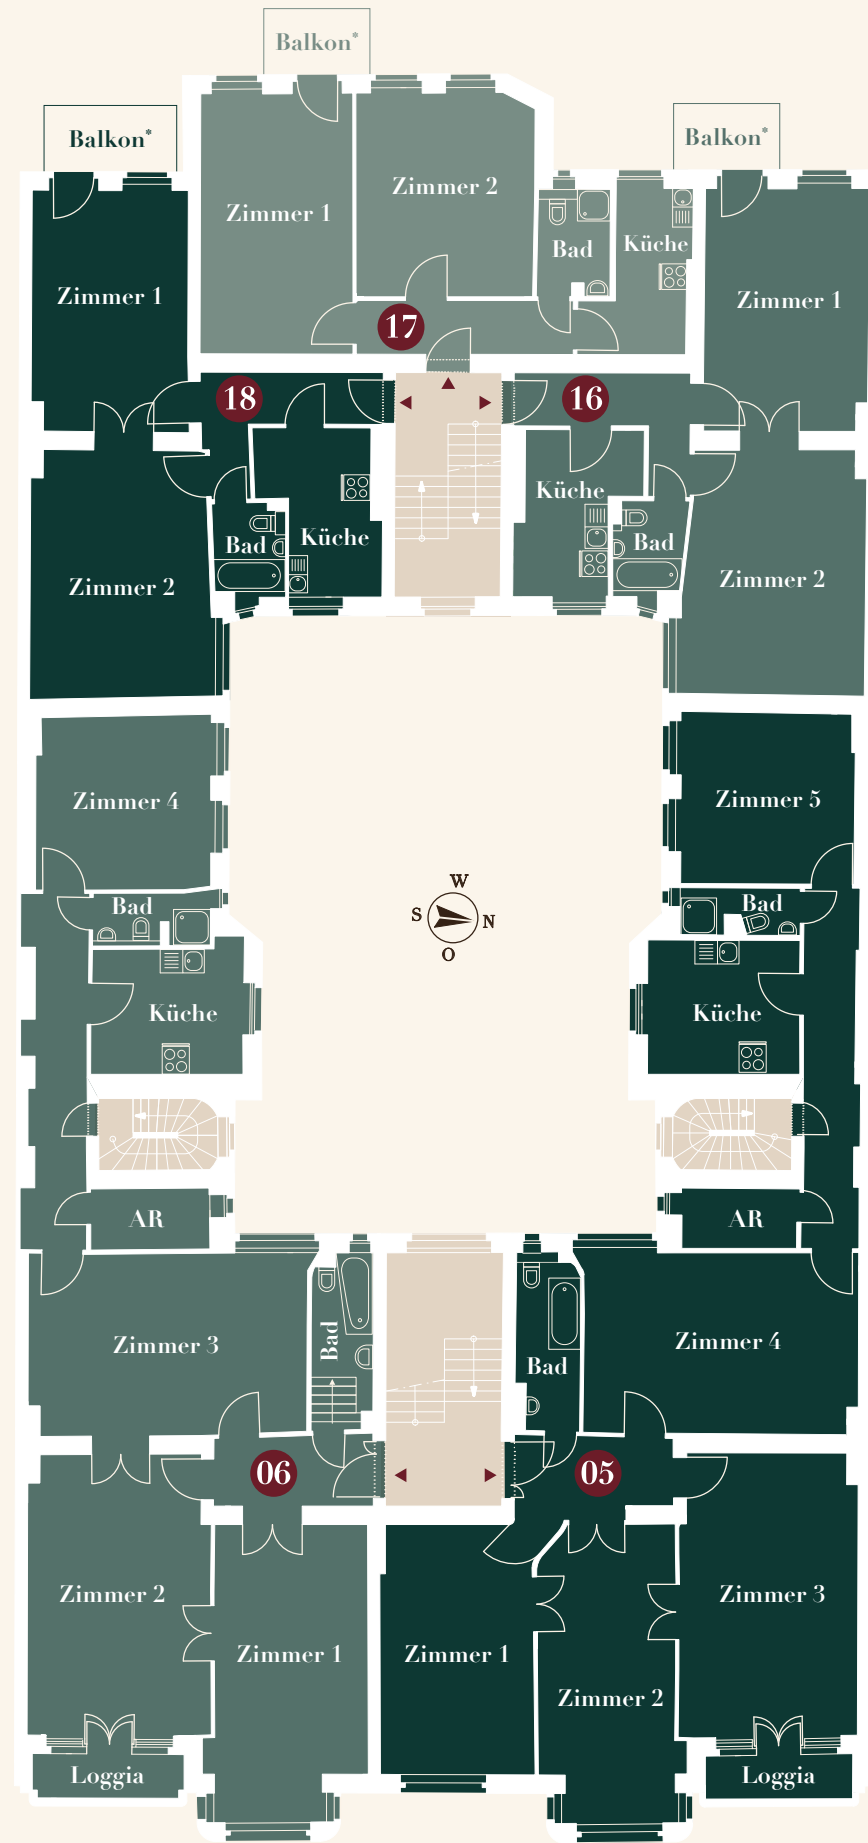 Balkon*
Balkon*
Balkon*
Zimmer 1
Zimmer 2
Bad
Küche
Zimmer 1
Zimmer 1
17
18
16
Zimmer 2
Bad
Küche
Küche
Bad
Zimmer 2
Zimmer 4
Zimmer 5
W
S
N
O
Bad
Bad
Küche
Küche
AR
AR
Zimmer 3
Bad
Bad
Zimmer 4
06
05
Zimmer 2
Zimmer 1
Zimmer 1
Zimmer 2
Zimmer 3
Loggia
Loggia